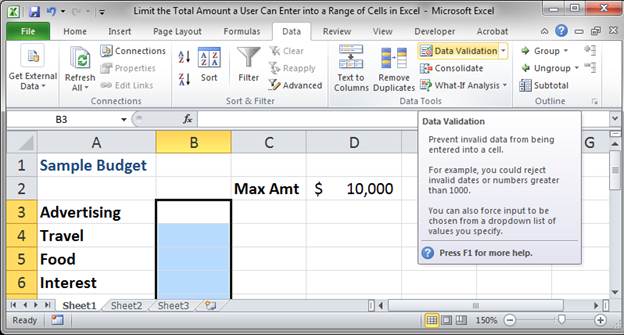 Limit the Total Amount a User Can Enter into a Range of Cells in Excel - Microsoft Excel
File Home Insert Page Layout Formulas Data Review View Developer Acrobat
Get External Data
Refresh All
Connections
Properties
Edit Links
Connections
Sort
Filter
Clear
Reapply
Advanced
Sort & Filter
Text to Columns
Remove Duplicates
Data Validation
Consolidate
What-If Analysis
Data Tools
Group
Ungroup
Subtotal
Outline
B3 fx
A B C D G
1 Sample Budget
2 Max Amt $ 10,000
3 Advertising
4 Travel
5 Food
6 Interest
Data Validation
Prevent invalid data from being
entered into a cell.
For example, you could reject
invalid dates or numbers greater
than 1000.
You can also force input to be
chosen from a dropdown list of
values you specify.
Press F1 for more help.
Sheet1 Sheet2 Sheet3
Ready 150%